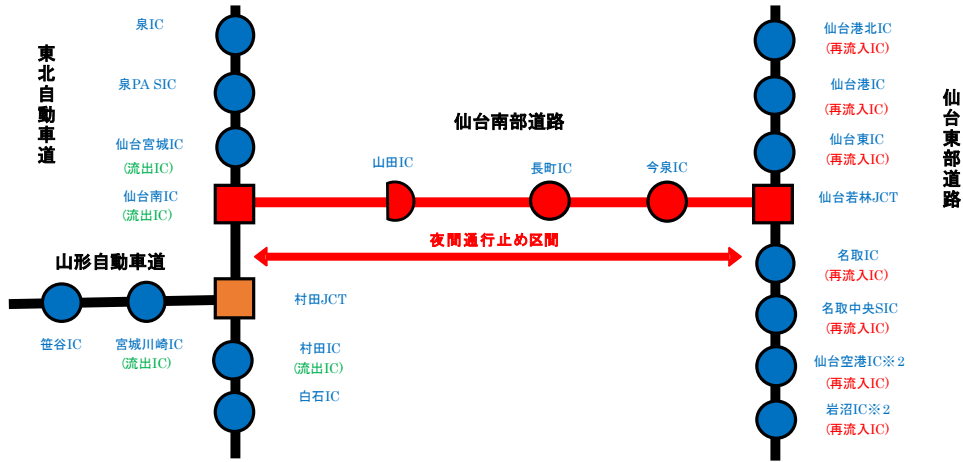 東北自動車道
泉IC
泉PA SIC
仙台宮城IC
(流出IC)
仙台南IC
(流出IC)
山形自動車道
笹谷IC
宮城川崎IC
(流出IC)
村田JCT
村田IC
(流出IC)
白石IC
仙台南部道路
山田IC
長町IC
今泉IC
夜間通行止め区間
仙台港北IC
(再流入IC)
仙台港IC
(再流入IC)
仙台東IC
(再流入IC)
仙台若林JCT
名取IC
(再流入IC)
名取中央SIC
(再流入IC)
仙台空港IC※2
(再流入IC)
岩沼IC※2
(再流入IC)
仙台東部道路